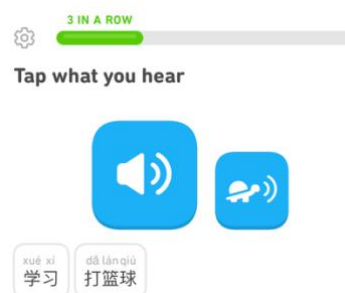 3 IN A ROW
Tap what you hear
xué xí dǎ lán qiú
学习 打篮球